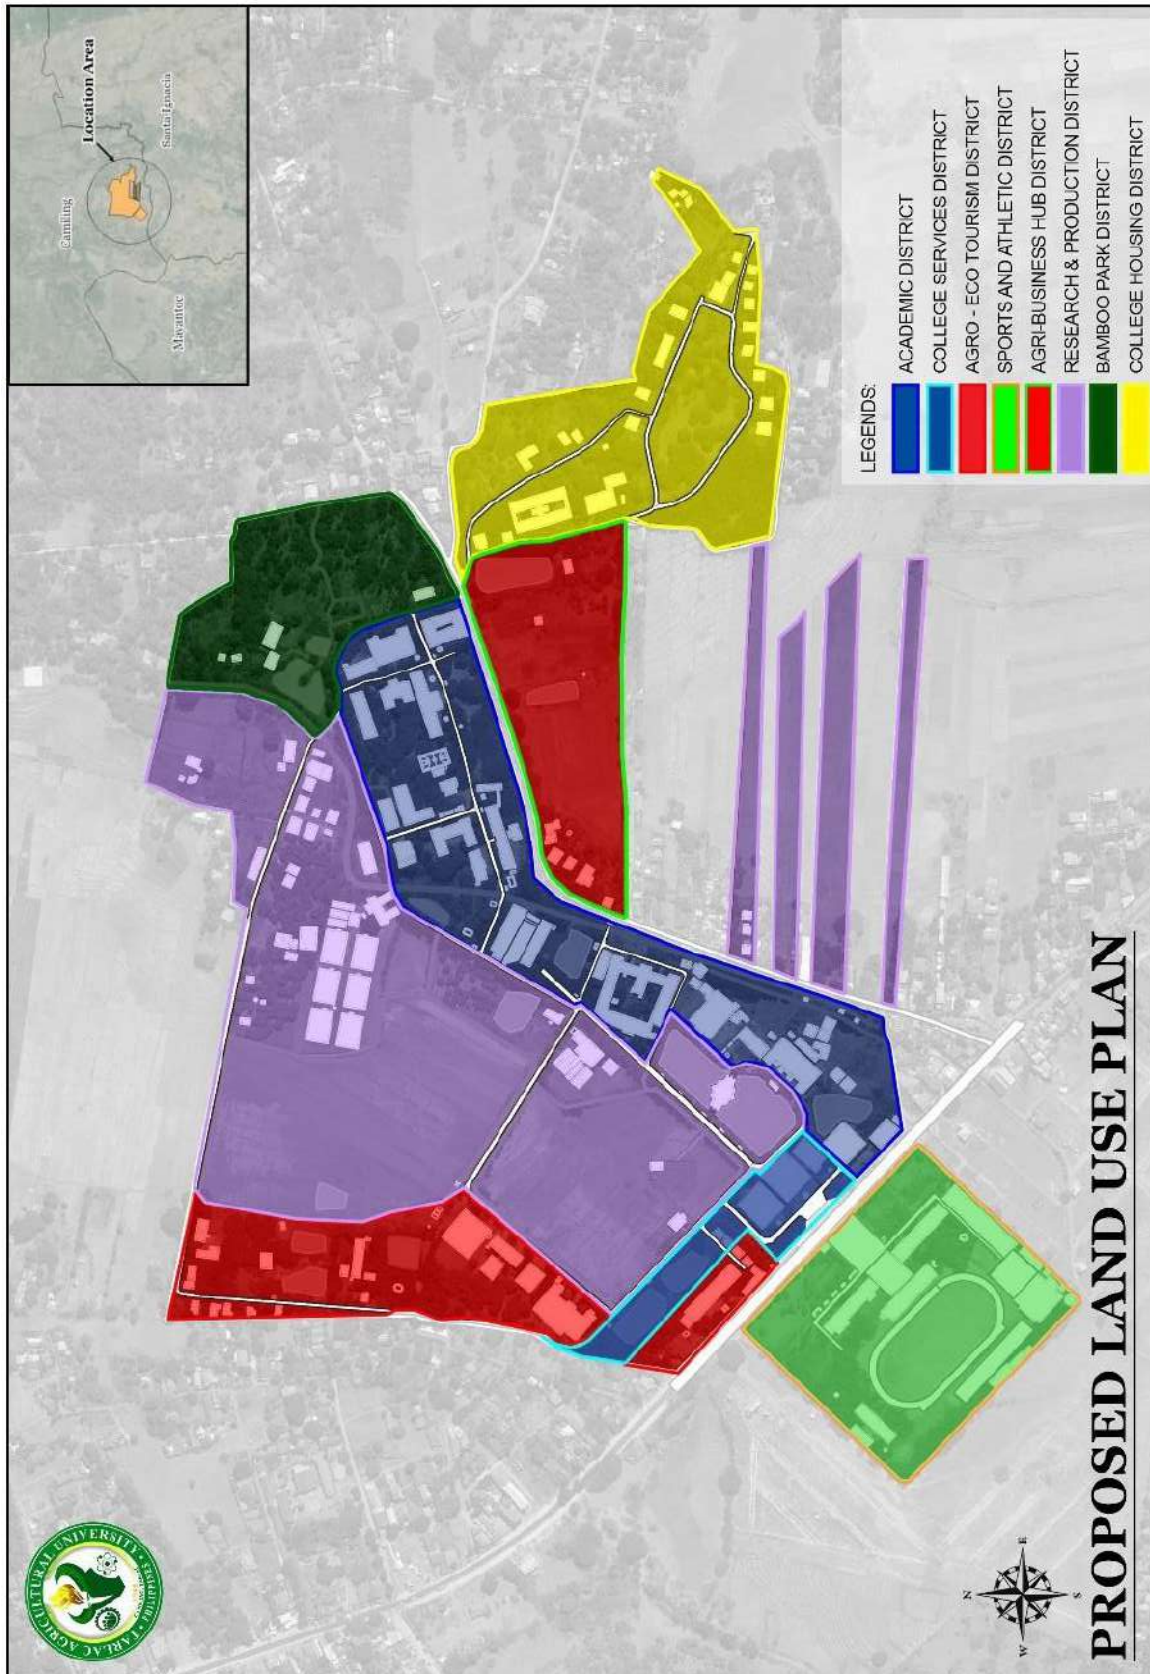 Location Area
Camiling
Santa Ignacia
Mayantoc
LEGENDS:
ACADEMIC DISTRICT
COLLEGE SERVICES DISTRICT
AGRO - ECO TOURISM DISTRICT
SPORTS AND ATHLETIC DISTRICT
AGRI-BUSINESS HUB DISTRICT
RESEARCH & PRODUCTION DISTRICT
BAMBOO PARK DISTRICT
COLLEGE HOUSING DISTRICT
TARLAC AGRICULTURAL UNIVERSITY • PHILIPPINES •
N
W
E
S
PROPOSED LAND USE PLAN